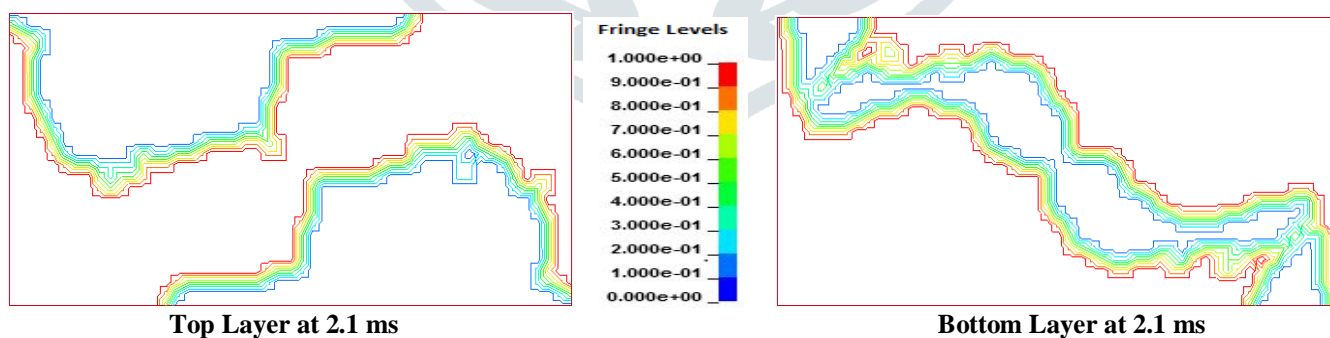 Fringe Levels
1.000e+00
9.000e-01
8.000e-01
7.000e-01
6.000e-01
5.000e-01
4.000e-01
3.000e-01
2.000e-01
1.000e-01
0.000e+00
Top Layer at 2.1 ms
Bottom Layer at 2.1 ms